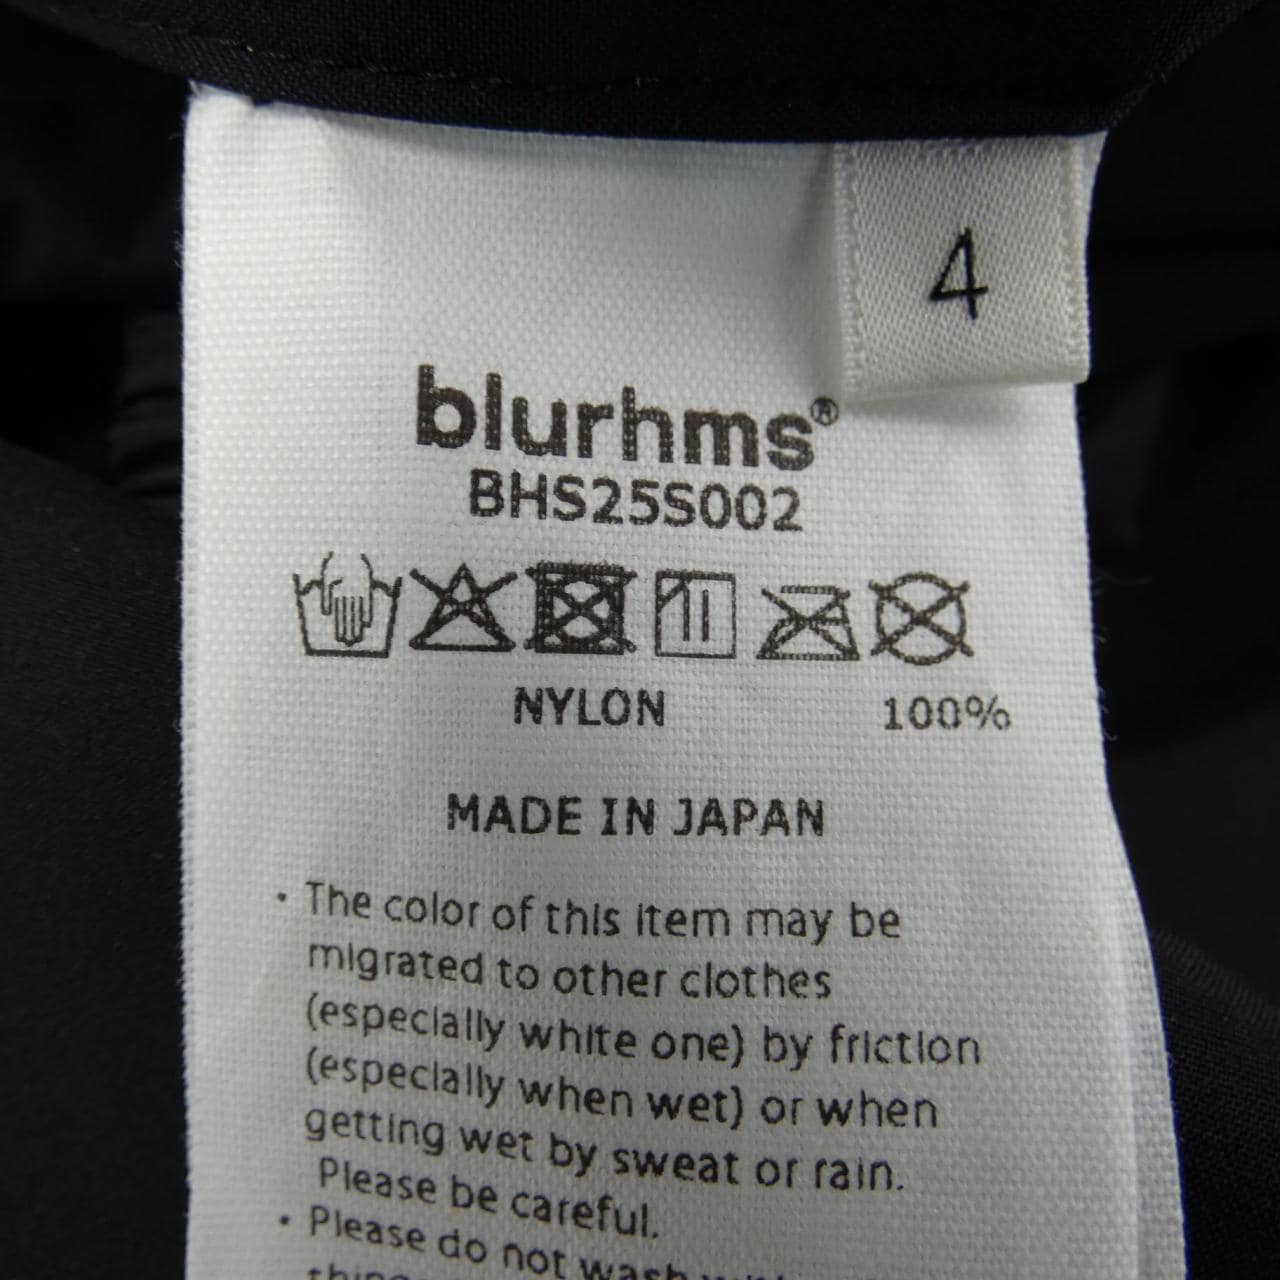 4
blurhms®
BHS25S002
NYLON 100%
MADE IN JAPAN
・The color of this item may be
migrated to other clothes
(especially white one) by friction
(especially when wet) or when
getting wet by sweat or rain.
Please be careful.
・Please do not wash